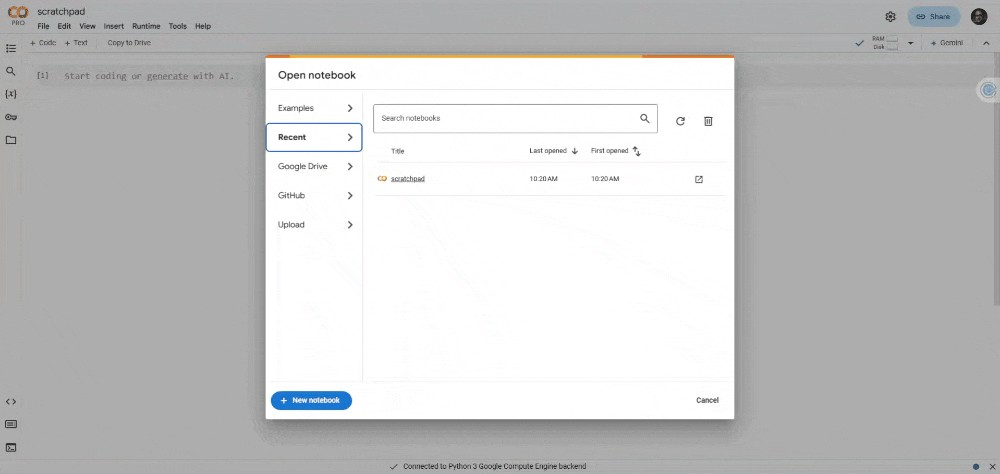 scratchpad
PRO
File Edit View Insert Runtime Tools Help
Share
+ Code + Text Copy to Drive
RAM
Disk
+ Gemini
[1] Start coding or generate with AI.
{x}
Open notebook
Examples
Recent
Google Drive
GitHub
Upload
Search notebooks
Title Last opened First opened
scratchpad 10:20 AM 10:20 AM
+ New notebook
Cancel
Connected to Python 3 Google Compute Engine backend